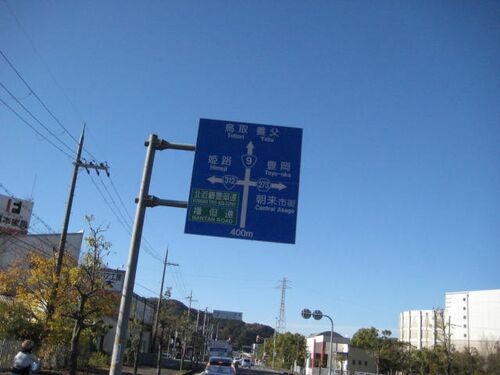 鳥取 養父
Tottori Yabu
9
姫路
Himeji
豊岡
Toyo-oka
312
273
北近畿豊岡道
播但道
BANTAN ROAD
朝来市街
Central Asago
400m